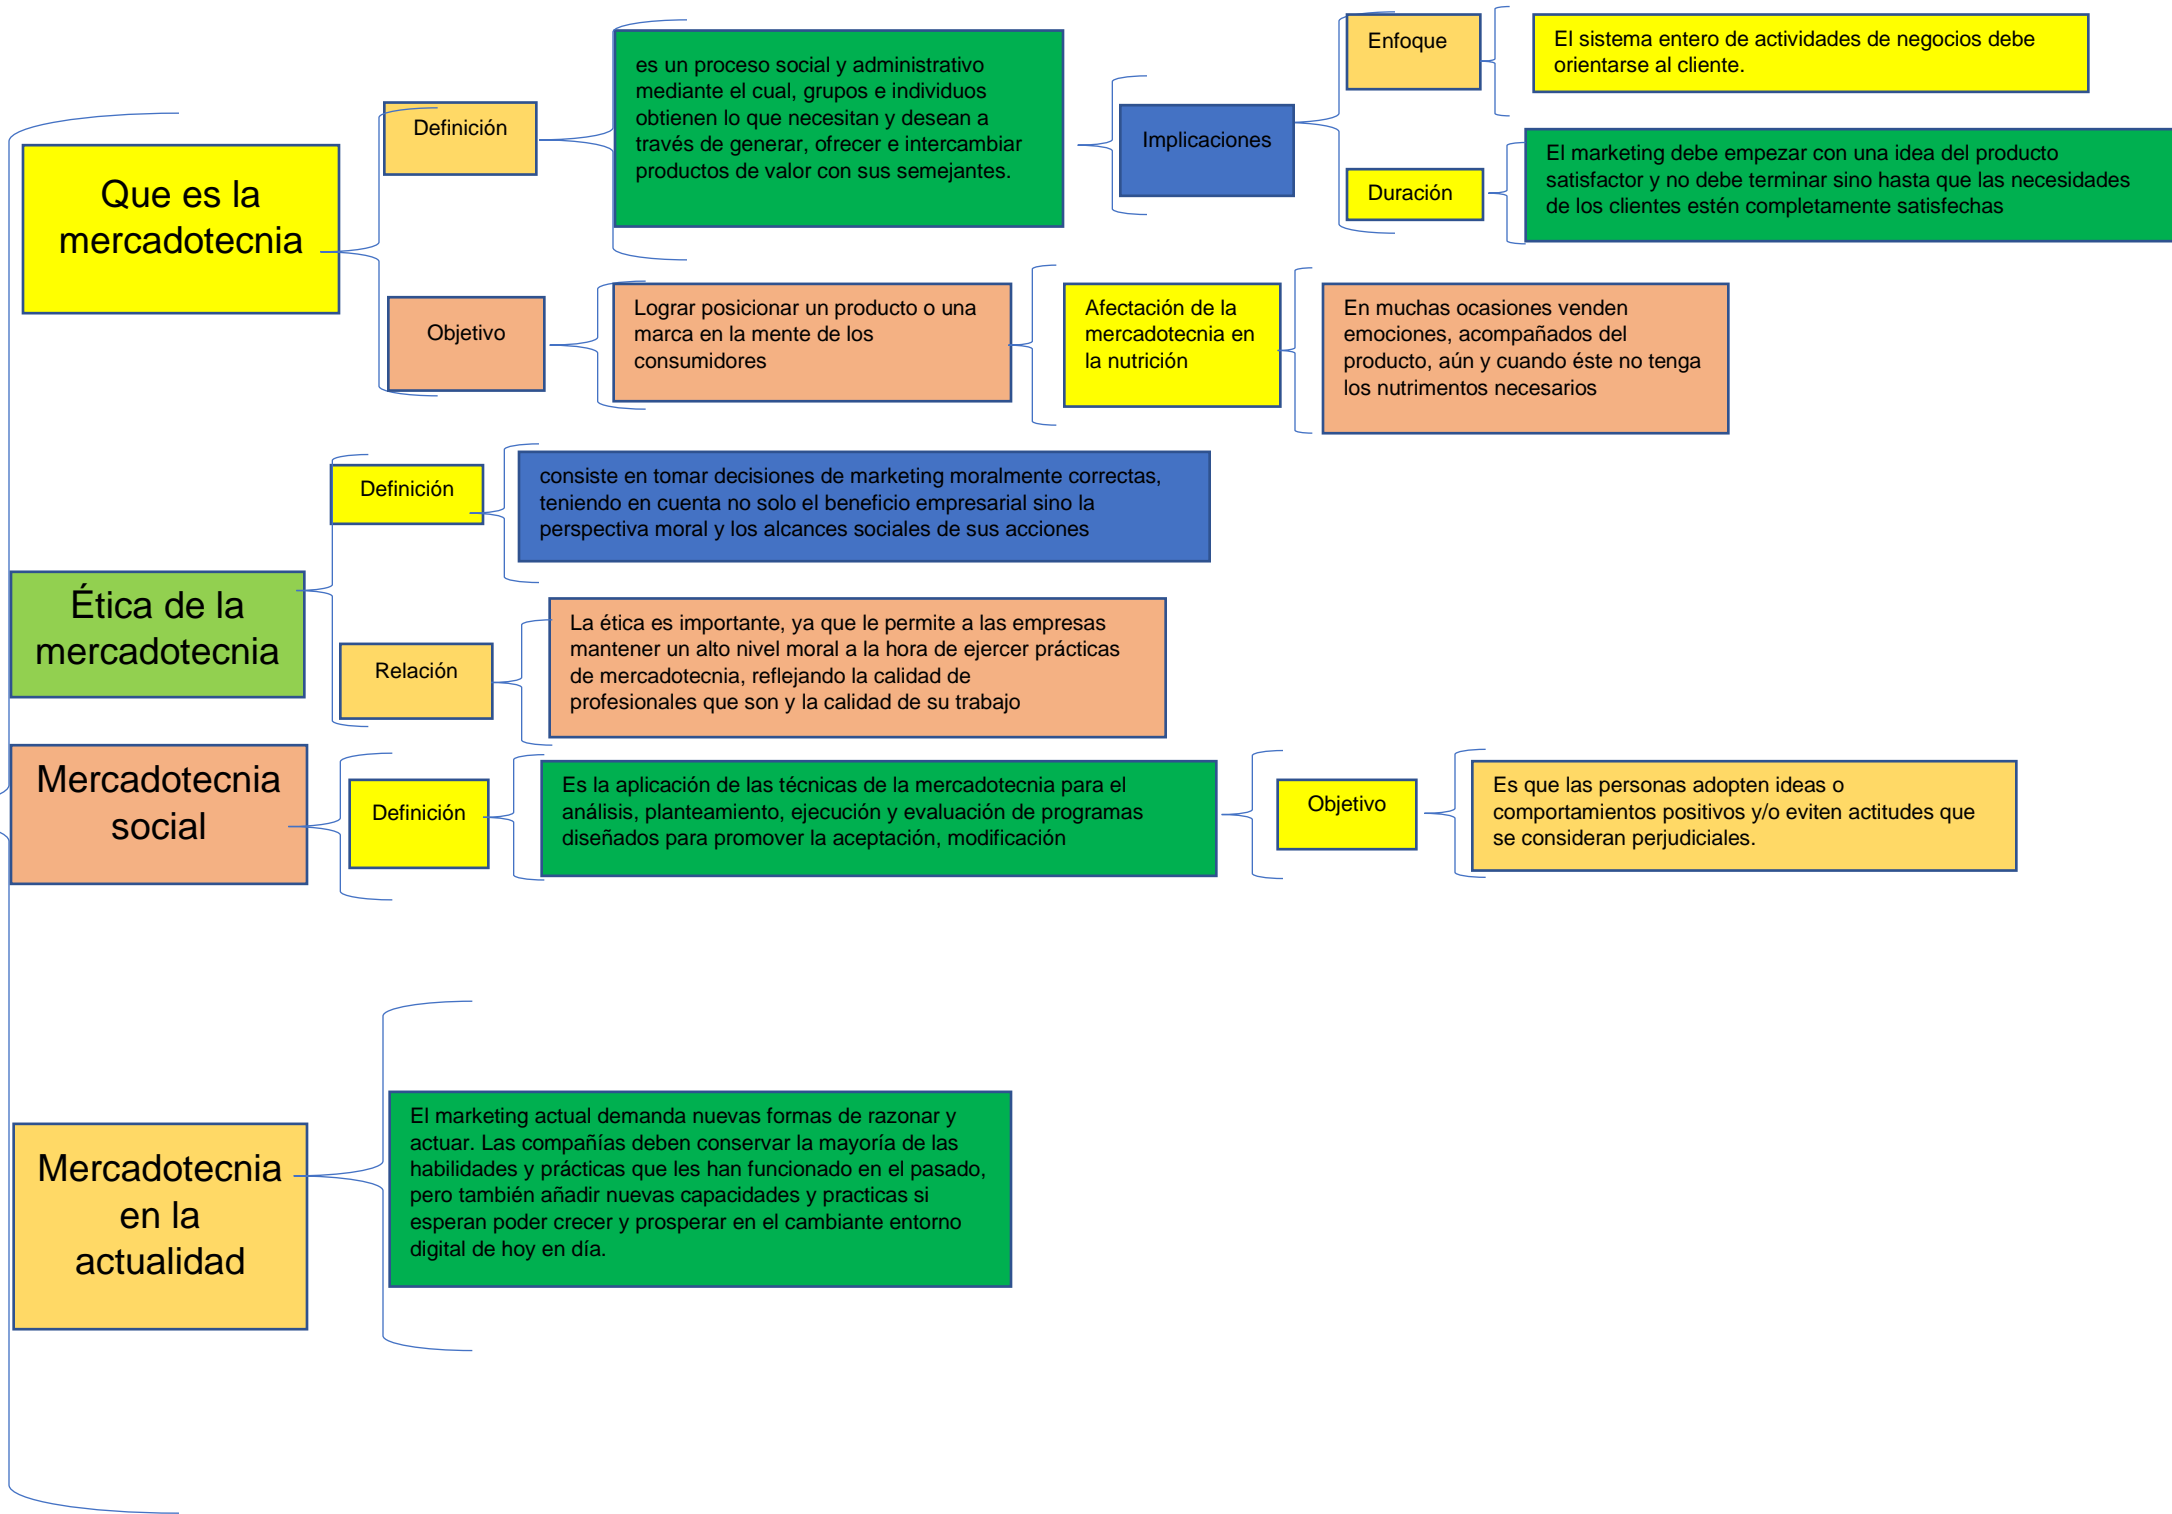 Que es la
mercadotecnia
Definición
es un proceso social y administrativo
mediante el cual, grupos e individuos
obtienen lo que necesitan y desean a
través de generar, ofrecer e intercambiar
productos de valor con sus semejantes.
Implicaciones
Enfoque
El sistema entero de actividades de negocios debe
orientarse al cliente.
Duración
El marketing debe empezar con una idea del producto
satisfactor y no debe terminar sino hasta que las necesidades
de los clientes estén completamente satisfechas
Objetivo
Lograr posicionar un producto o una
marca en la mente de los
consumidores
Afectación de la
mercadotecnia en
la nutrición
En muchas ocasiones venden
emociones, acompañados del
producto, aún y cuando éste no tenga
los nutrimentos necesarios
Ética de la
mercadotecnia
Definición
consiste en tomar decisiones de marketing moralmente correctas,
teniendo en cuenta no solo el beneficio empresarial sino la
perspectiva moral y los alcances sociales de sus acciones
Relación
La ética es importante, ya que le permite a las empresas
mantener un alto nivel moral a la hora de ejercer prácticas
de mercadotecnia, reflejando la calidad de
profesionales que son y la calidad de su trabajo
Mercadotecnia
social
Definición
Es la aplicación de las técnicas de la mercadotecnia para el
análisis, planteamiento, ejecución y evaluación de programas
diseñados para promover la aceptación, modificación
Objetivo
Es que las personas adopten ideas o
comportamientos positivos y/o eviten actitudes que
se consideran perjudiciales.
Mercadotecnia
en la
actualidad
El marketing actual demanda nuevas formas de razonar y
actuar. Las compañías deben conservar la mayoría de las
habilidades y prácticas que les han funcionado en el pasado,
pero también añadir nuevas capacidades y practicas si
esperan poder crecer y prosperar en el cambiante entorno
digital de hoy en día.